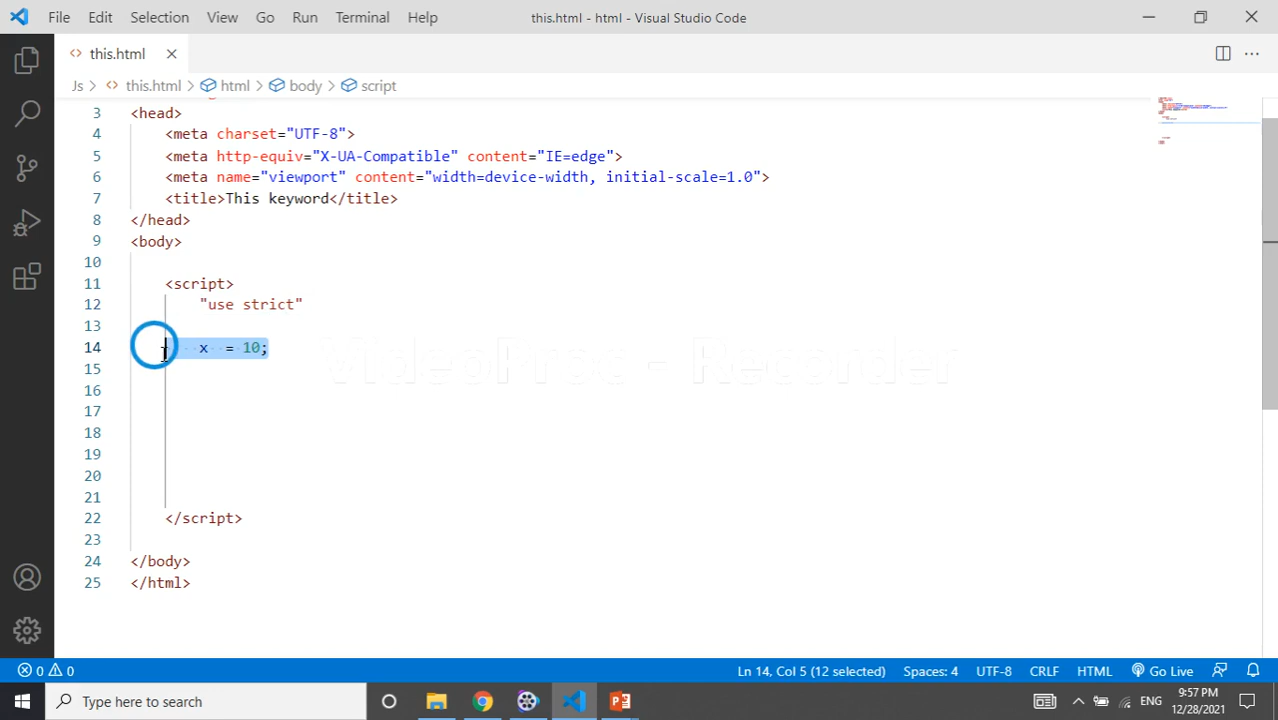 File Edit Selection View Go Run Terminal Help this.html - html - Visual Studio Code
this.html
Js > this.html > html > body > script
3 <head>
4 <meta charset="UTF-8">
5 <meta http-equiv="X-UA-Compatible" content="IE=edge">
6 <meta name="viewport" content="width=device-width, initial-scale=1.0">
7 <title>This keyword</title>
8 </head>
9 <body>
10
11 <script>
12 "use strict"
13
14 x = 10;
VideoProc - Recorder
15
16
17
18
19
20
21
22 </script>
23
24 </body>
25 </html>
0 0 Ln 14, Col 5 (12 selected) Spaces: 4 UTF-8 CRLF HTML Go Live
Type here to search ENG 9:57 PM
12/28/2021